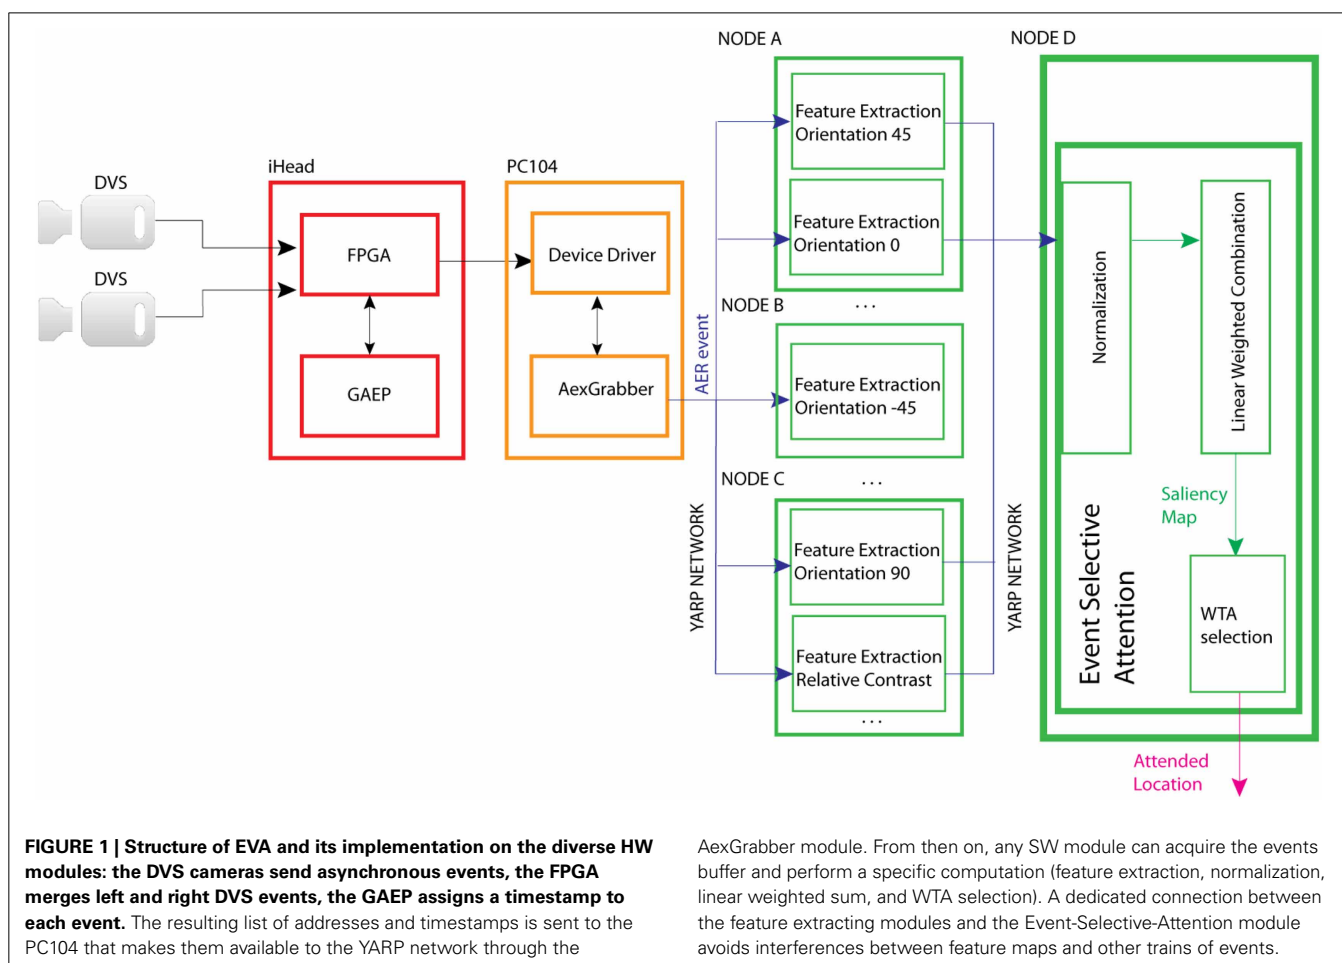 NODE A
NODE D
Feature Extraction
Orientation 45
iHead
PC104
DVS
FPGA
Device Driver
Feature Extraction
Orientation 0
Normalization
Linear Weighted Combination
DVS
...
NODE B
AER event
GAEP
AexGrabber
Feature Extraction
Orientation -45
NODE C
...
YARP NETWORK
Feature Extraction
Orientation 90
YARP NETWORK
Saliency
Map
Event Selective
Attention
WTA
selection
Feature Extraction
Relative Contrast
...
Attended
Location
FIGURE 1 | Structure of EVA and its implementation on the diverse HW
modules: the DVS cameras send asynchronous events, the FPGA
merges left and right DVS events, the GAEP assigns a timestamp to
each event. The resulting list of addresses and timestamps is sent to the
PC104 that makes them available to the YARP network through the
AexGrabber module. From then on, any SW module can acquire the events
buffer and perform a specific computation (feature extraction, normalization,
linear weighted sum, and WTA selection). A dedicated connection between
the feature extracting modules and the Event-Selective-Attention module
avoids interferences between feature maps and other trains of events.